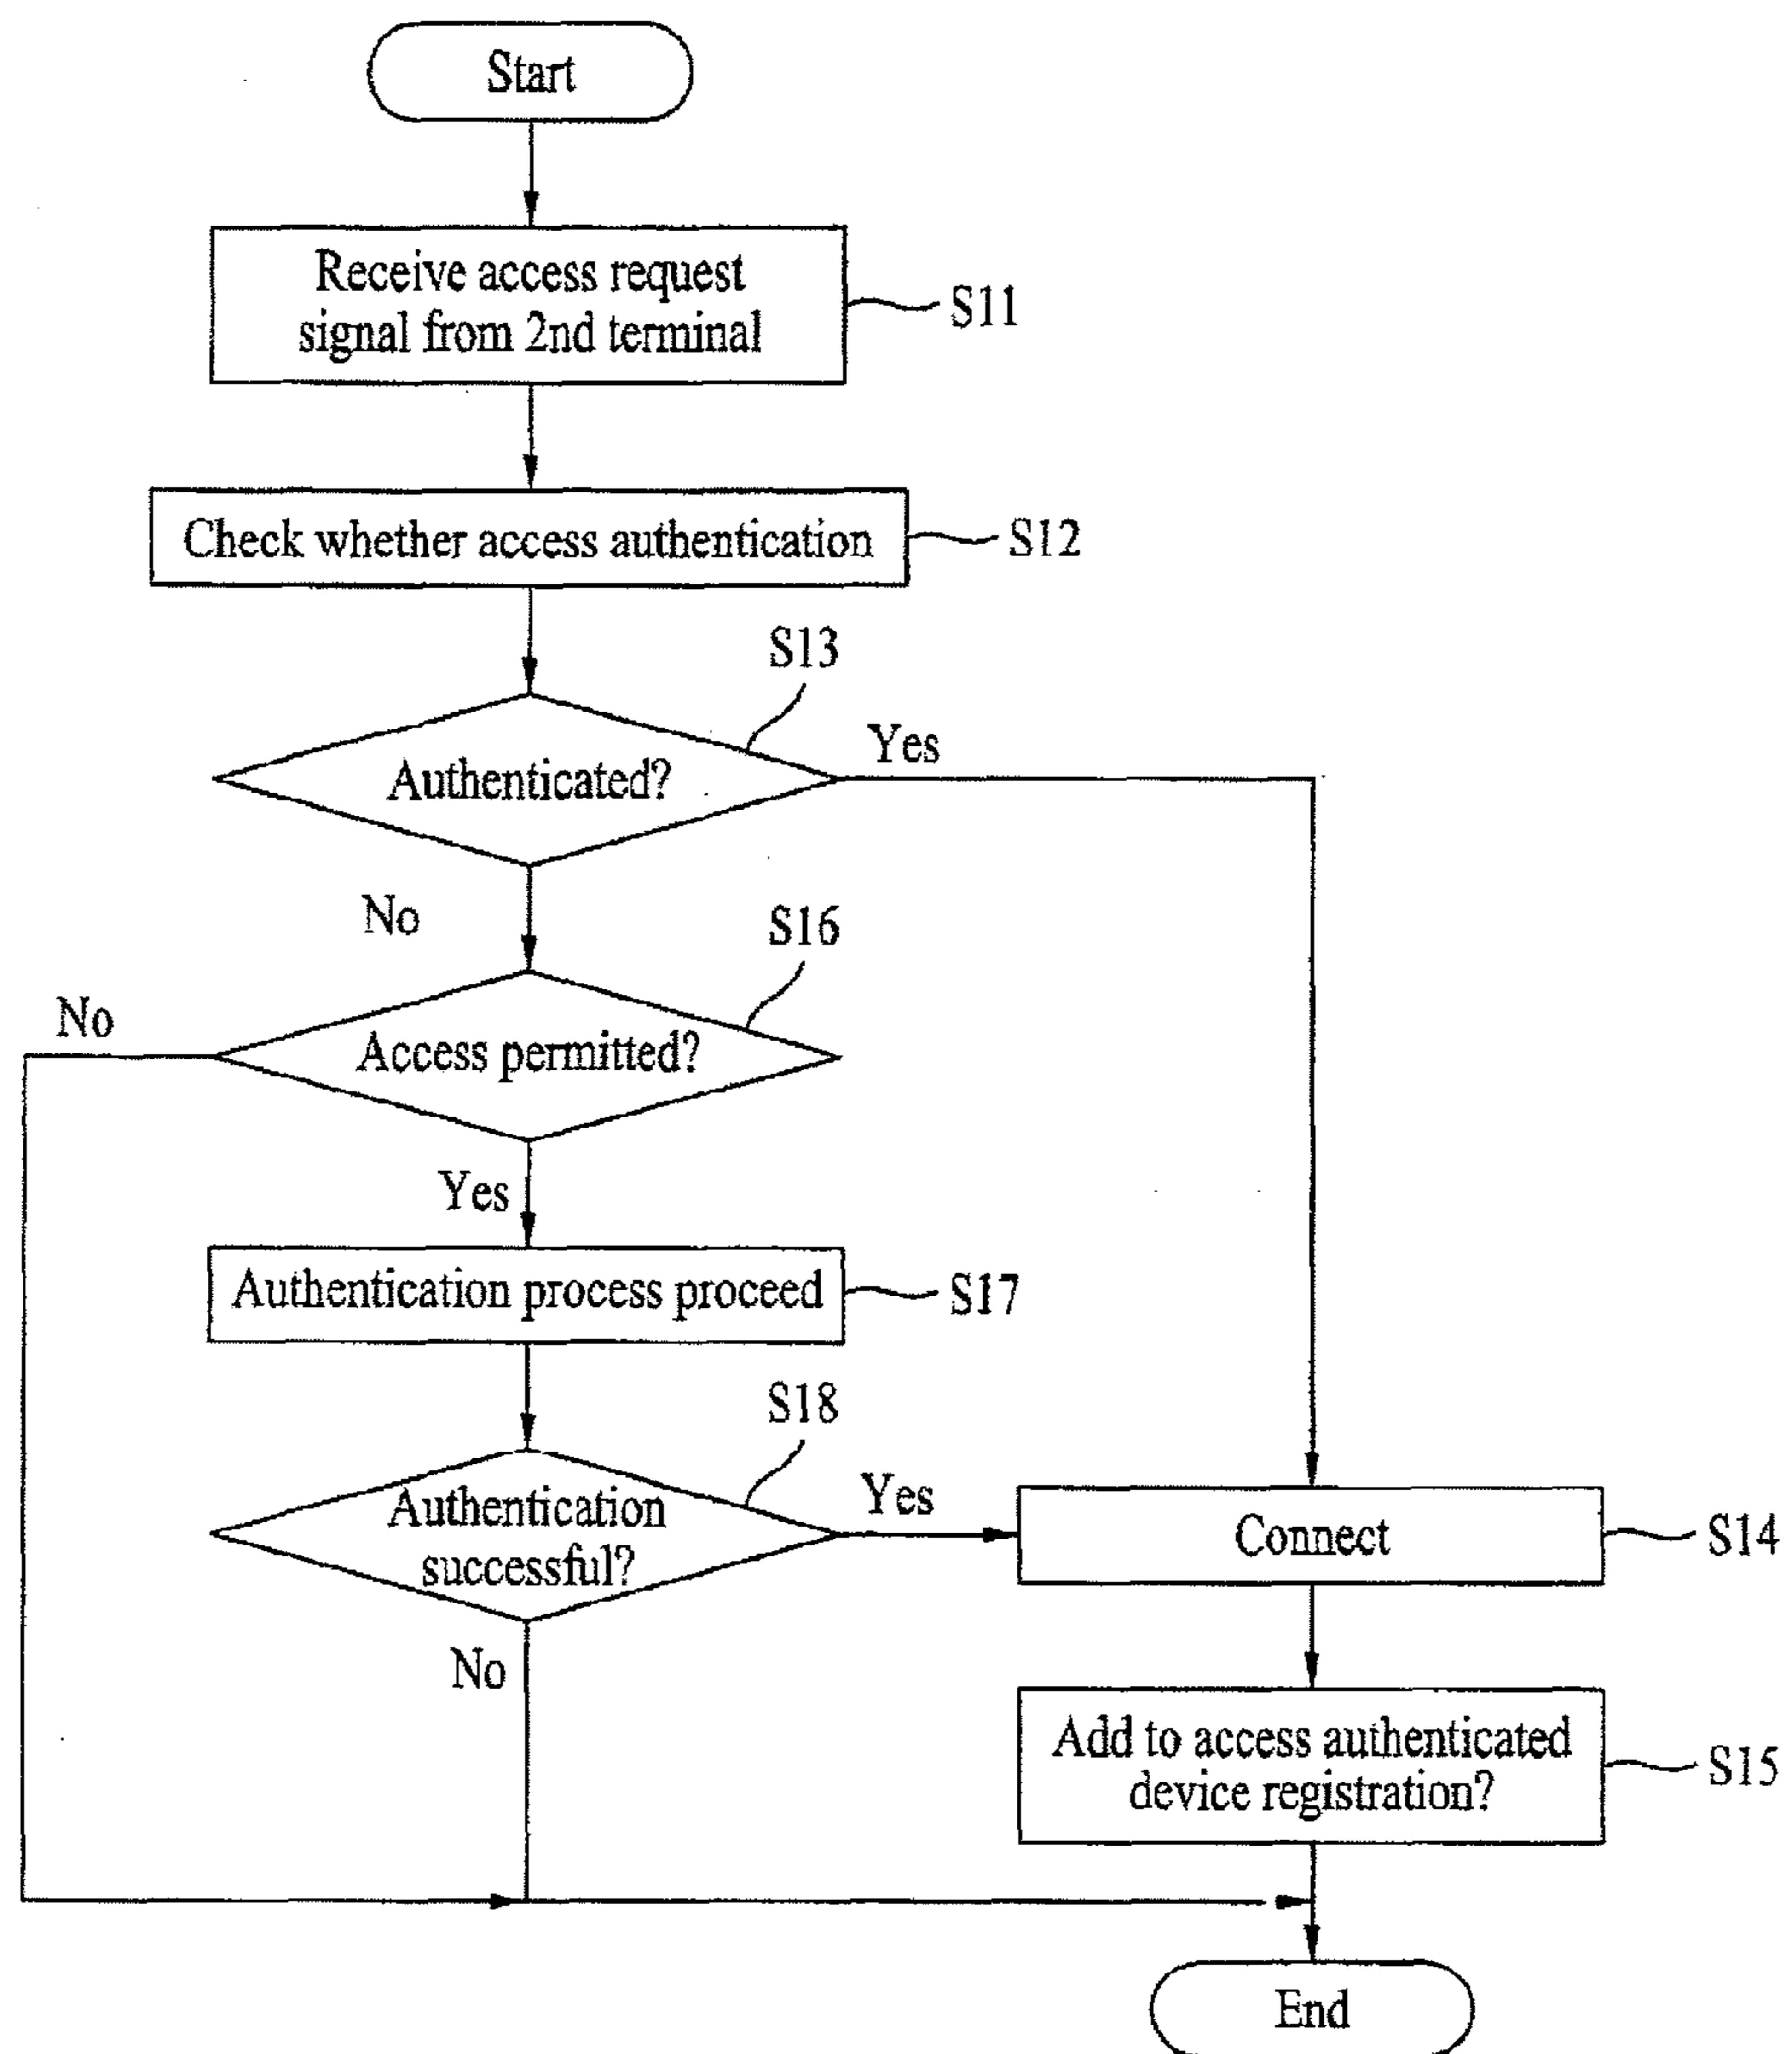 Start
Receive access request
signal from 2nd terminal
S11
Check whether access authentication
S12
S13
Authenticated?
Yes
No
S16
No
Access permitted?
Yes
Authentication process proceed
S17
S18
Authentication
successful?
Yes
Connect
S14
No
Add to access authenticated
device registration?
S15
End